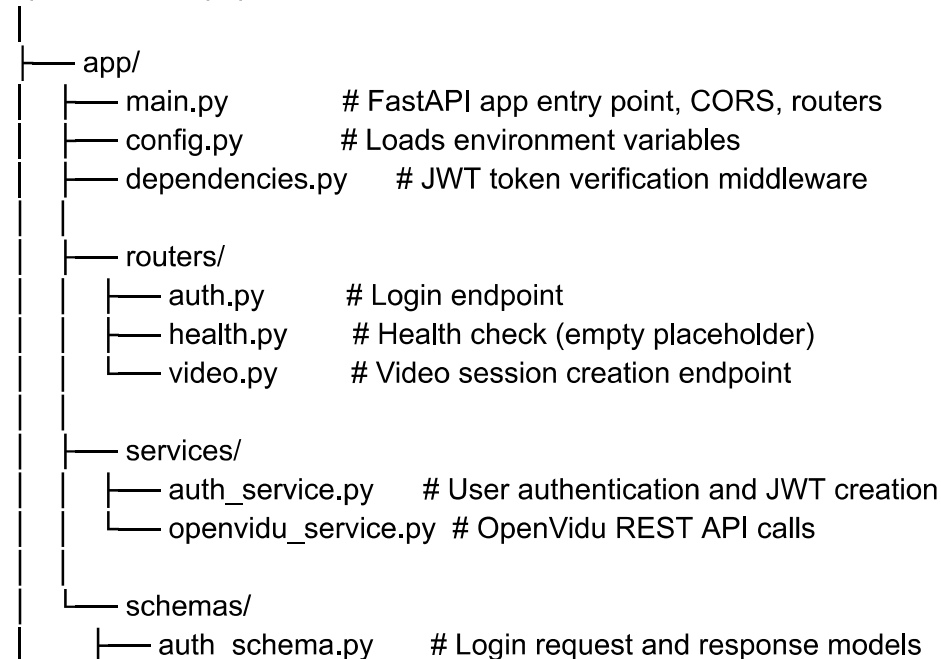 │
├── app/
│   ├── main.py             # FastAPI app entry point, CORS, routers
│   ├── config.py           # Loads environment variables
│   ├── dependencies.py     # JWT token verification middleware
│   │
│   ├── routers/
│   │   ├── auth.py         # Login endpoint
│   │   ├── health.py       # Health check (empty placeholder)
│   │   └── video.py        # Video session creation endpoint
│   │
│   ├── services/
│   │   ├── auth_service.py     # User authentication and JWT creation
│   │   └── openvidu_service.py # OpenVidu REST API calls
│   │
│   └── schemas/
│       ├── auth_schema.py      # Login request and response models